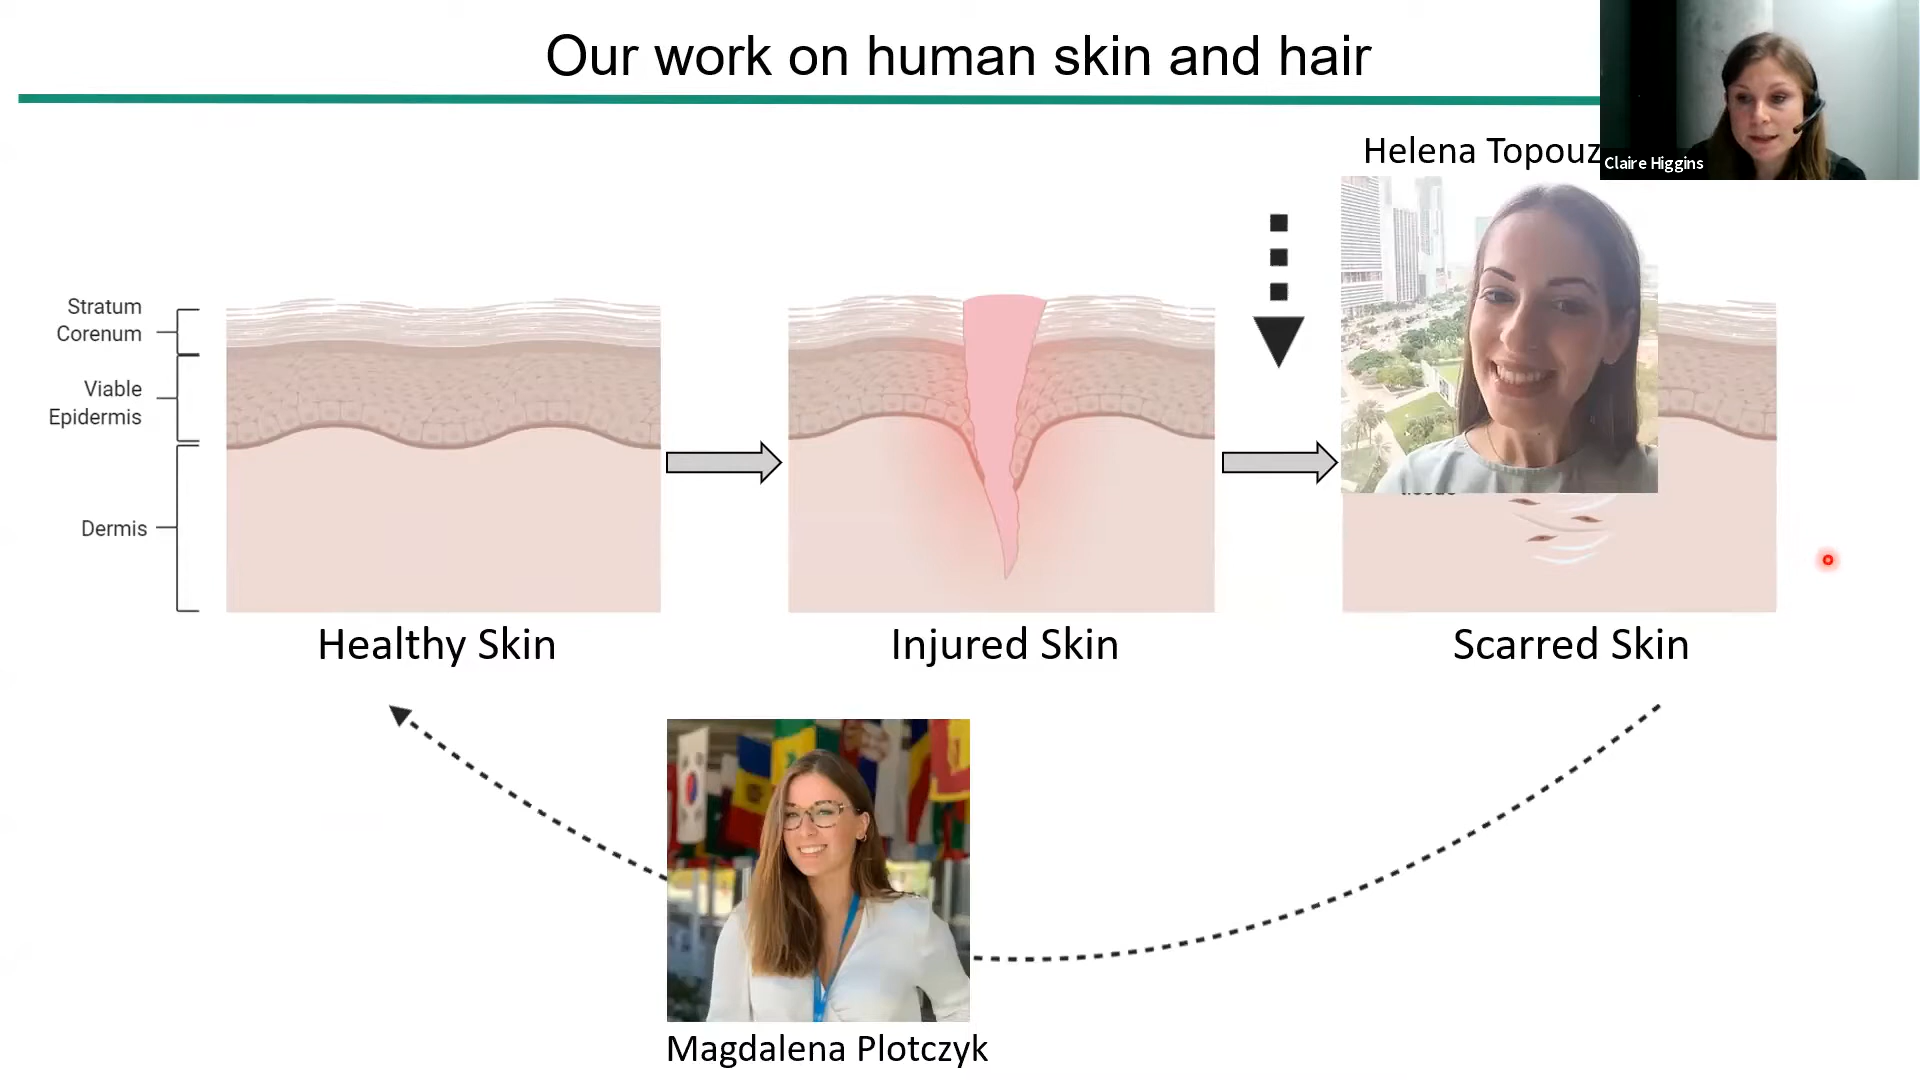 Our work on human skin and hair
Helena Topouz
Claire Higgins
Stratum
Corenum
Viable
Epidermis
Dermis
Healthy Skin
Injured Skin
Scarred Skin
Magdalena Plotczyk